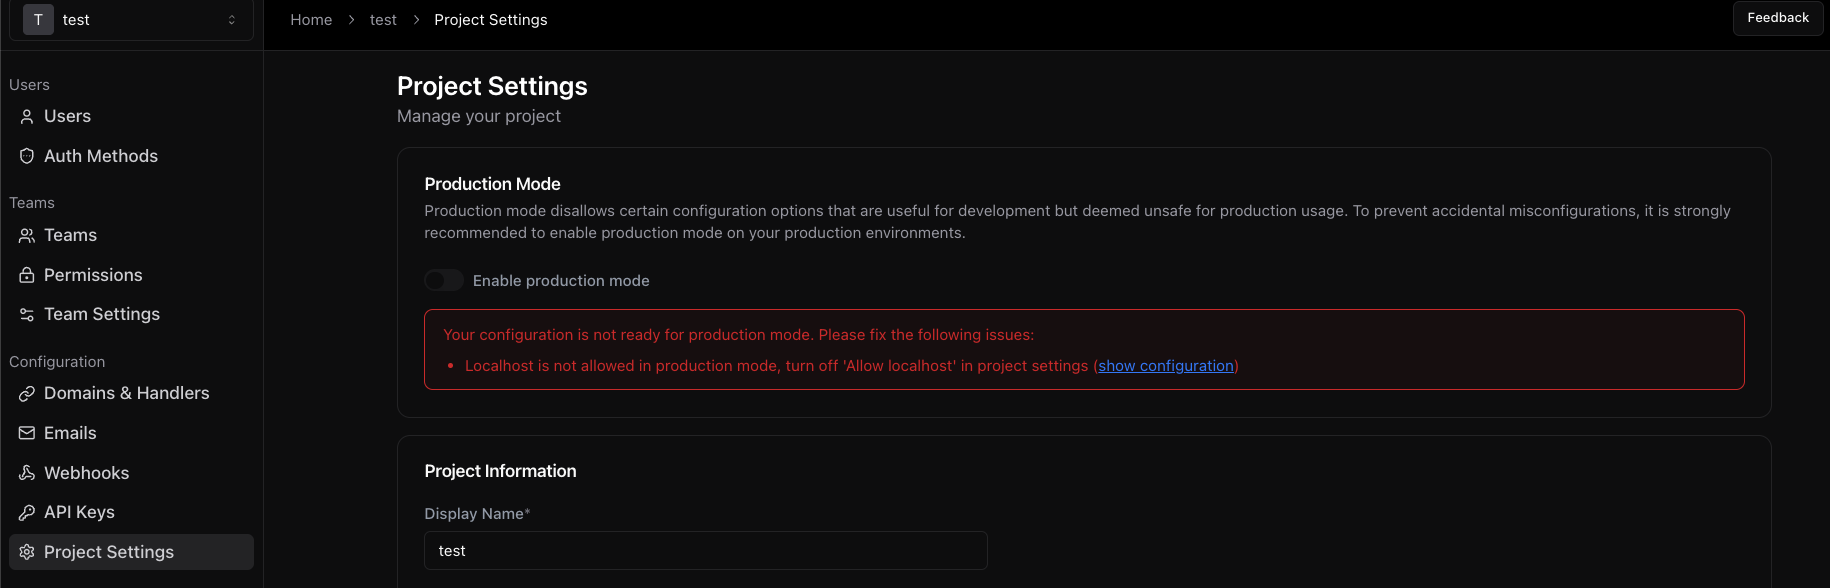 T test
Home > test > Project Settings
Feedback
Users
Users
Auth Methods
Teams
Teams
Permissions
Team Settings
Configuration
Domains & Handlers
Emails
Webhooks
API Keys
Project Settings
Project Settings
Manage your project
Production Mode
Production mode disallows certain configuration options that are useful for development but deemed unsafe for production usage. To prevent accidental misconfigurations, it is strongly
recommended to enable production mode on your production environments.
Enable production mode
Your configuration is not ready for production mode. Please fix the following issues:
• Localhost is not allowed in production mode, turn off 'Allow localhost' in project settings (show configuration)
Project Information
Display Name*
test